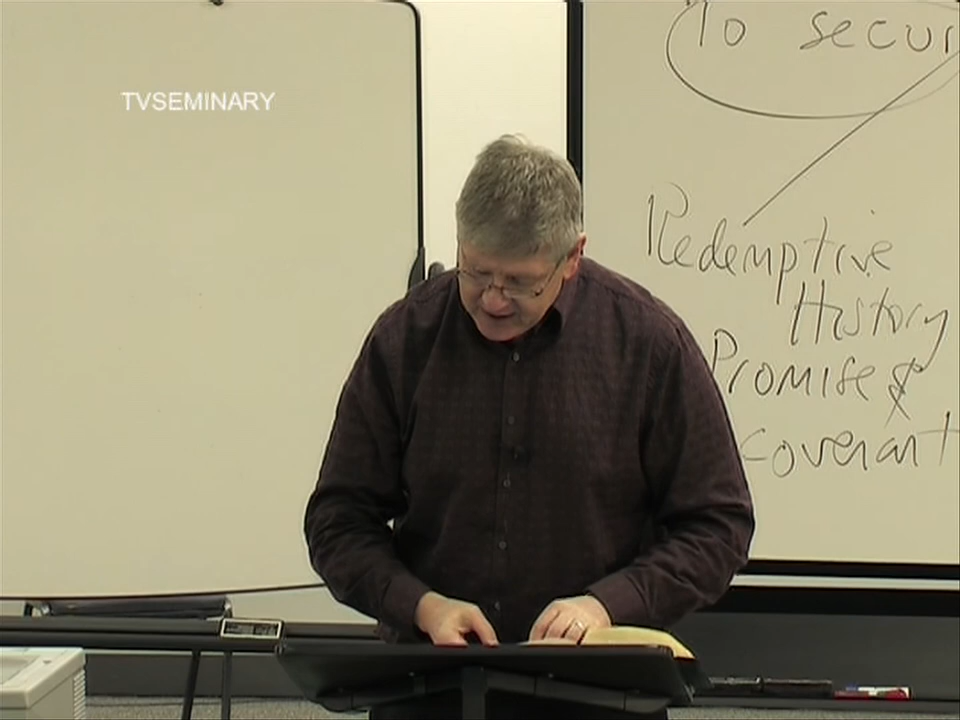 TVSEMINARY
To secur
Redemptive
History
Promise &
covenant